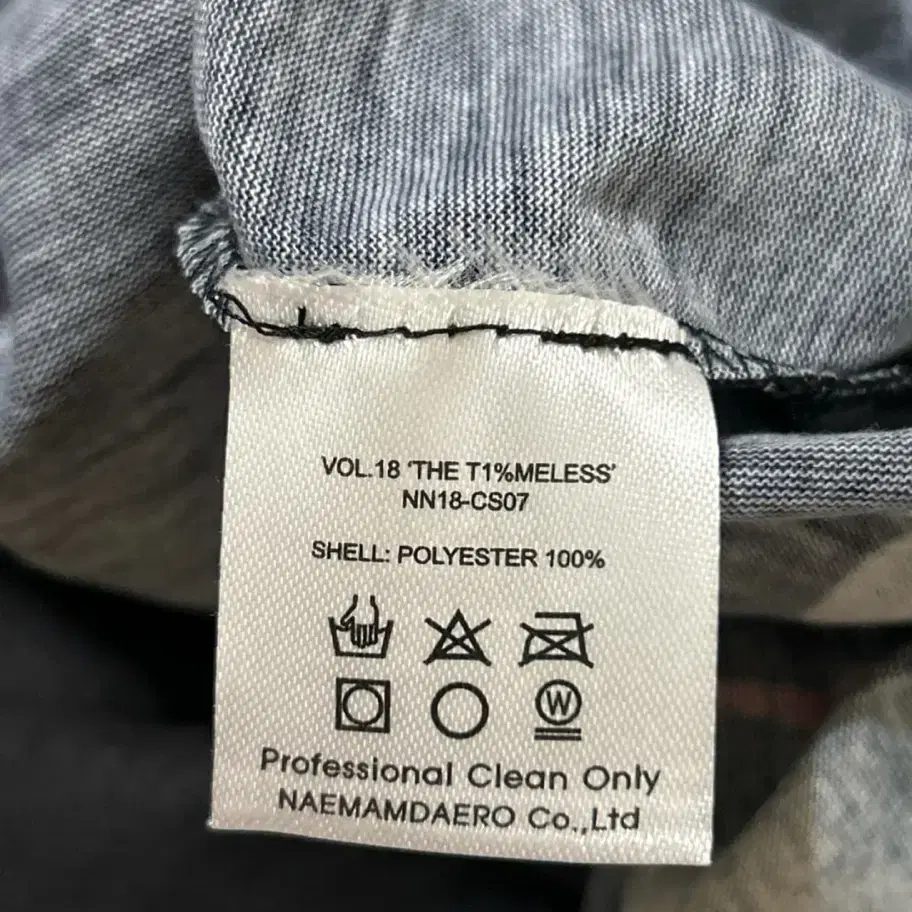 VOL.18 'THE T1%MELESS'
NN18-CS07
SHELL: POLYESTER 100%
W
Professional Clean Only
NAEMAMDAERO Co.,Ltd